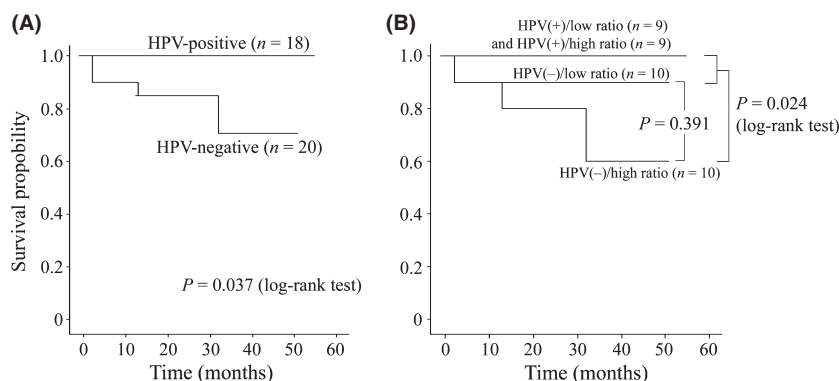 (A)
HPV-positive (n = 18)
1.0
0.8
0.6
0.4
0.2
0
HPV-negative (n = 20)
P = 0.037 (log-rank test)
Survival propobility
0 10 20 30 40 50 60
Time (months)
(B)
HPV(+)/low ratio (n = 9)
and HPV(+)/high ratio (n = 9)
1.0
0.8
0.6
0.4
0.2
0
HPV(–)/low ratio (n = 10)
P = 0.391
P = 0.024
(log-rank test)
HPV(–)/high ratio (n = 10)
0 10 20 30 40 50 60
Time (months)